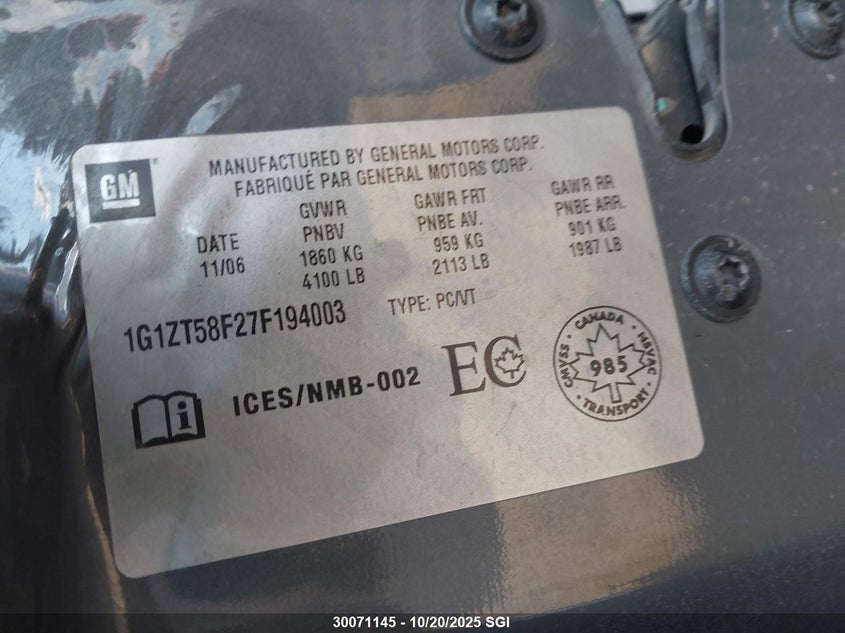 GM
MANUFACTURED BY GENERAL MOTORS CORP.
FABRIQUÉ PAR GENERAL MOTORS CORP.
DATE
11/06
GVWR
PNBV
1860 KG
4100 LB
GAWR FRT
PNBE AV.
959 KG
2113 LB
GAWR RR
PNBE ARR.
901 KG
1987 LB
1G1ZT58F27F194003
TYPE: PC/VT
ICES/NMB-002
EC
CANADA
CMVSS
985
NSVAC
TRANSPORT
30071145 - 10/20/2025 SGI